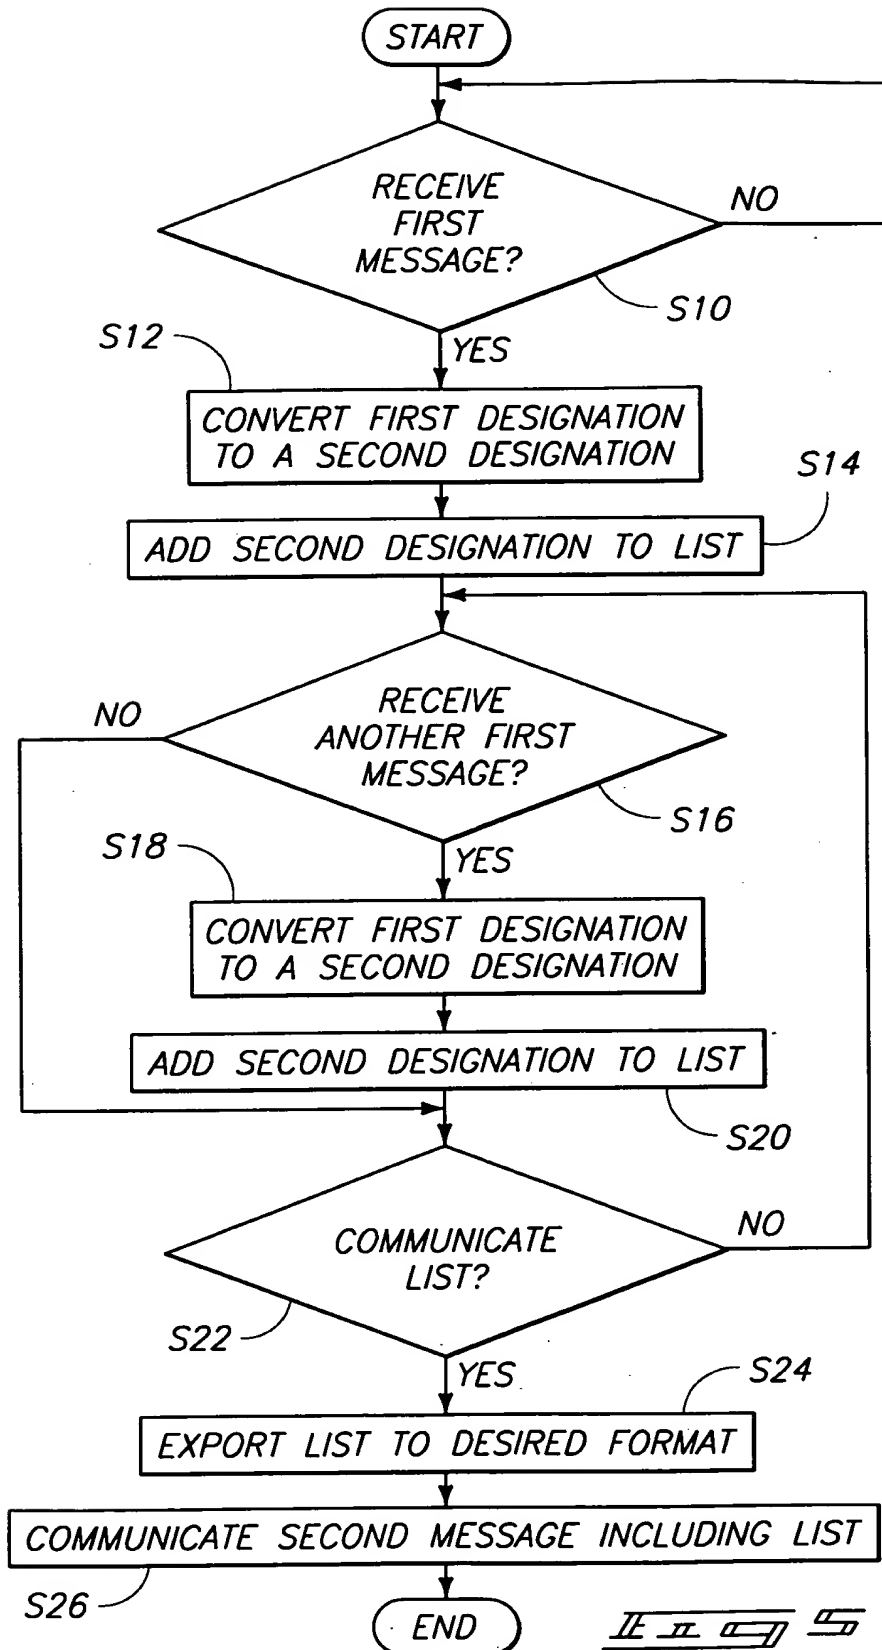 START
RECEIVE
FIRST
MESSAGE?
NO
S10
YES
S12
CONVERT FIRST DESIGNATION
TO A SECOND DESIGNATION
S14
ADD SECOND DESIGNATION TO LIST
RECEIVE
ANOTHER FIRST
MESSAGE?
NO
S16
YES
S18
CONVERT FIRST DESIGNATION
TO A SECOND DESIGNATION
ADD SECOND DESIGNATION TO LIST
S20
COMMUNICATE
LIST?
NO
S22
YES
S24
EXPORT LIST TO DESIRED FORMAT
COMMUNICATE SECOND MESSAGE INCLUDING LIST
S26
END
FIG 5